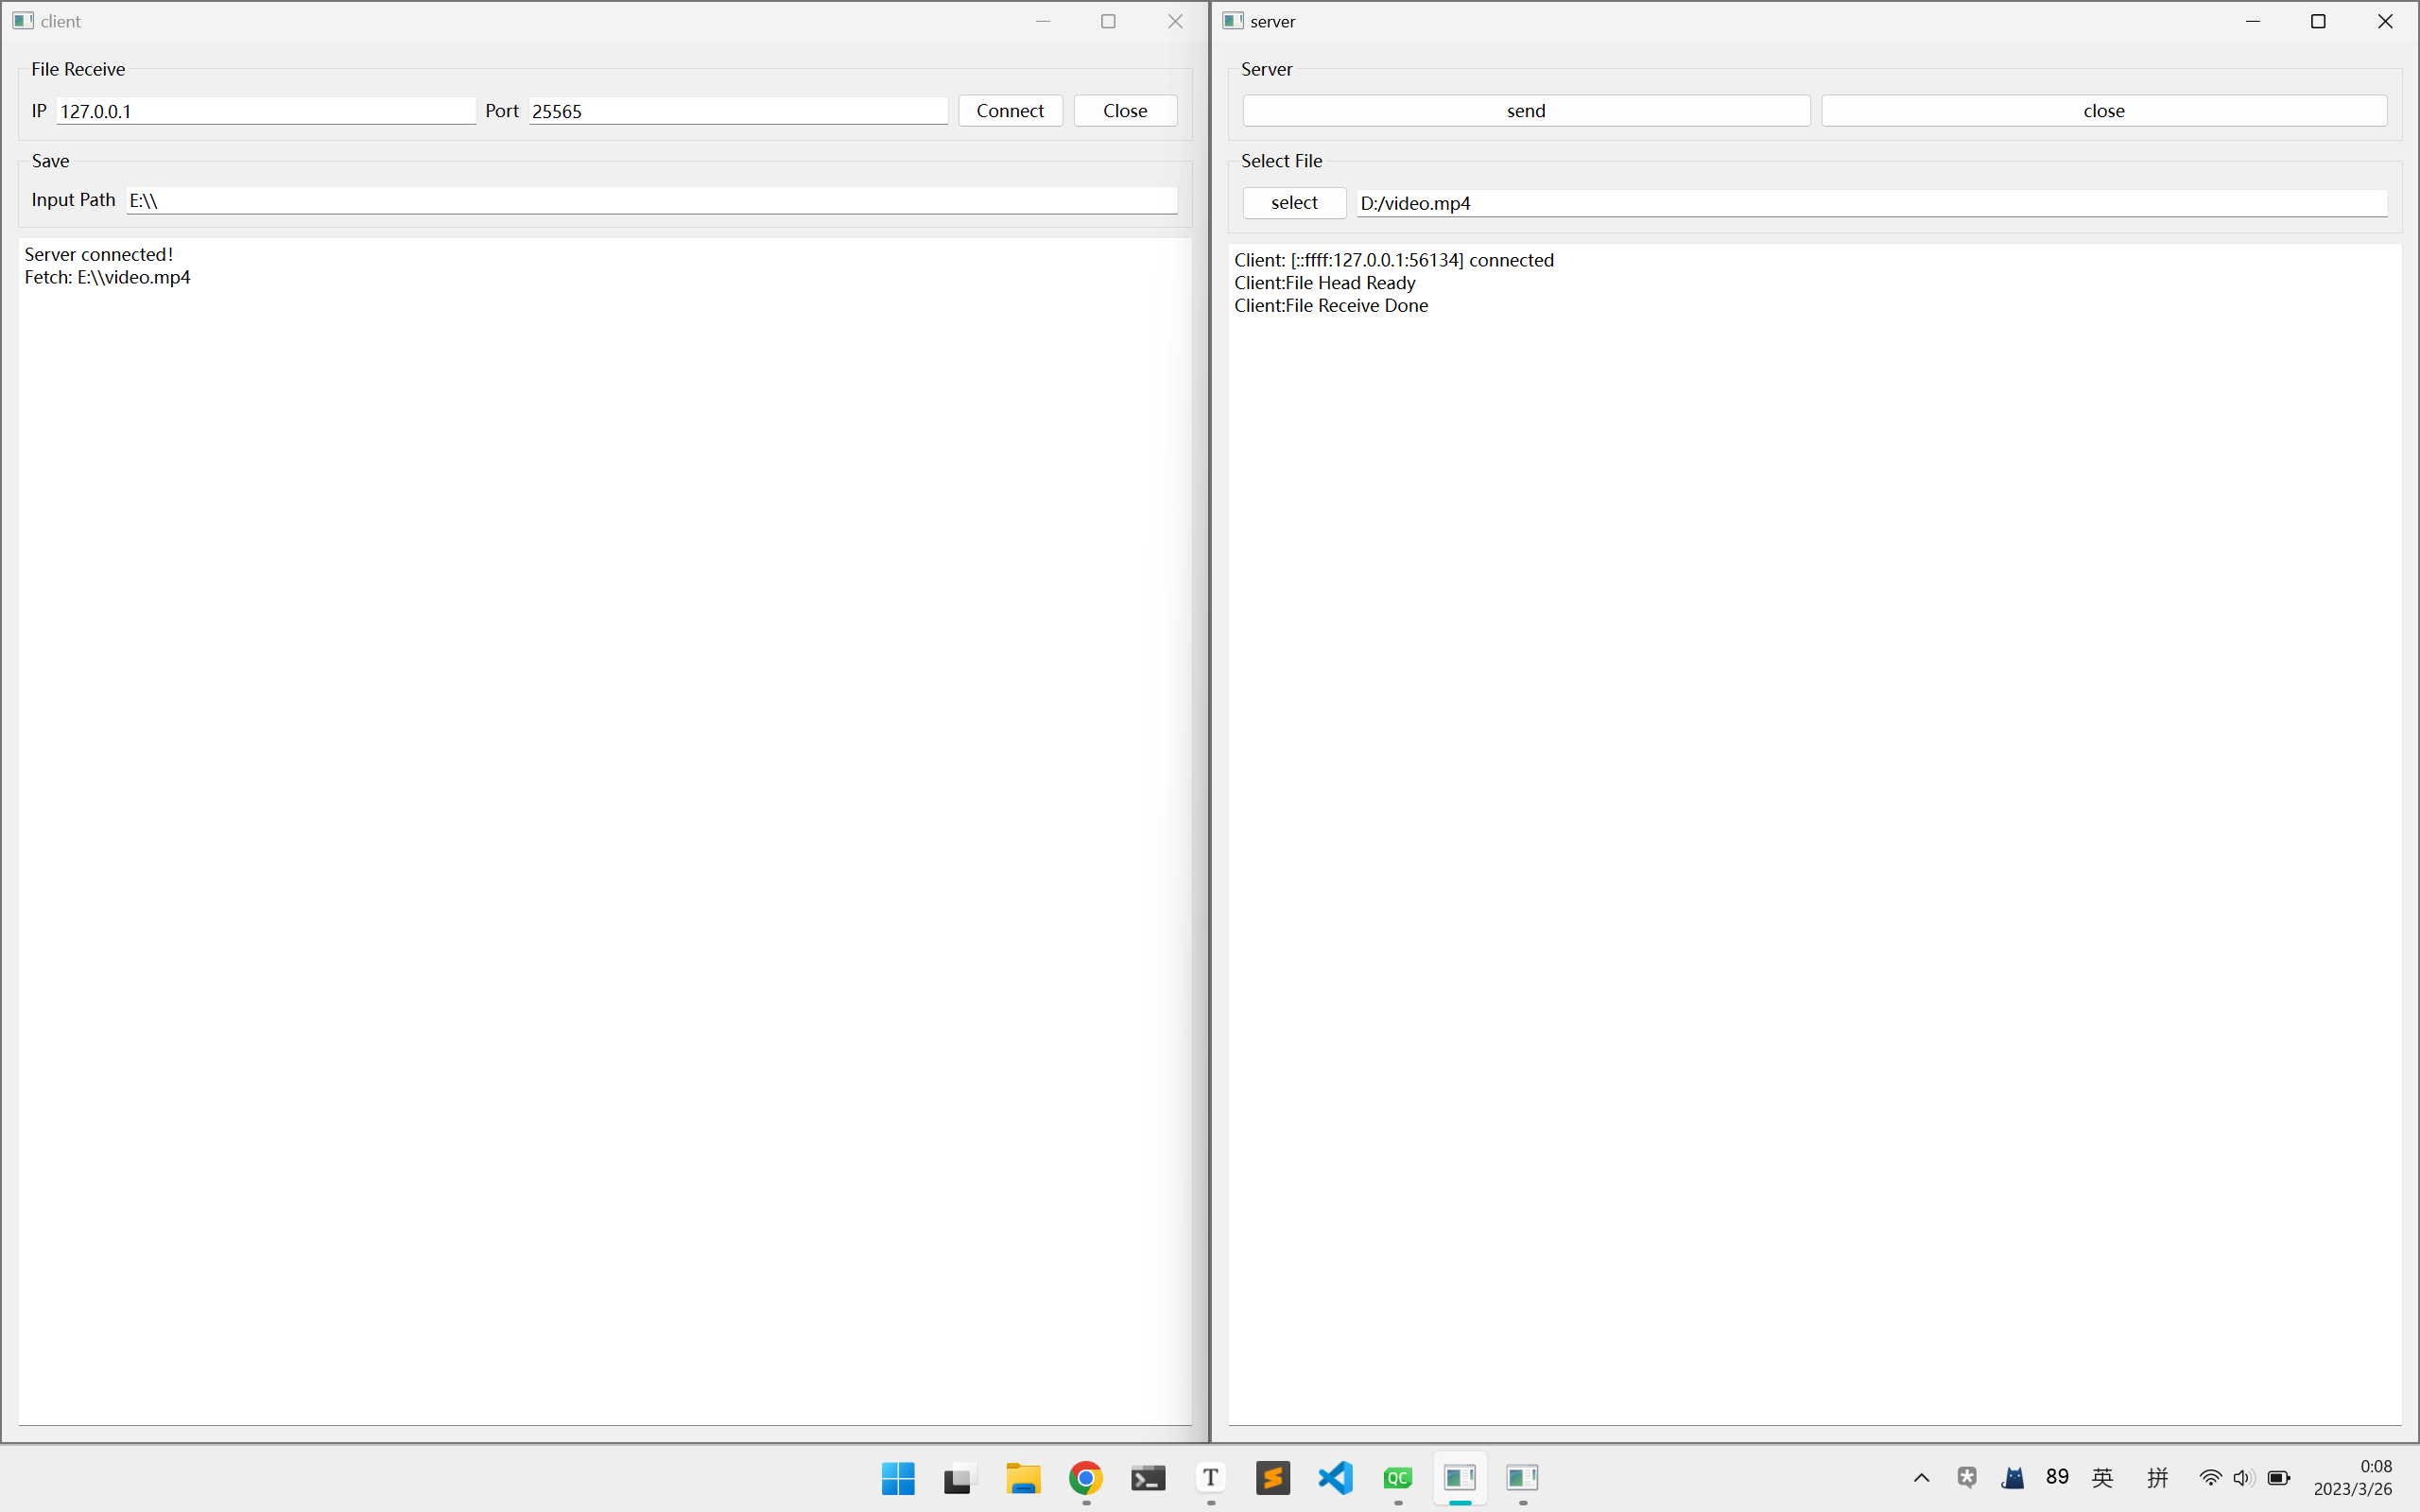 client
File Receive
IP 127.0.0.1 Port 25565 Connect Close
Save
Input Path E:\\
Server connected!
Fetch: E:\\video.mp4
server
Server
send close
Select File
select D:/video.mp4
Client: [::ffff:127.0.0.1:56134] connected
Client:File Head Ready
Client:File Receive Done
T
QC
89 英 拼
0:08
2023/3/26